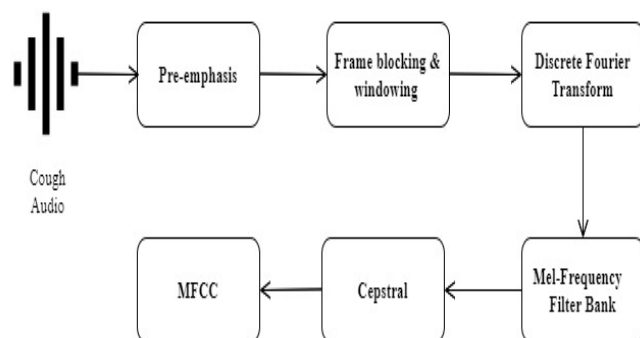 Pre-emphasis
Frame blocking &
windowing
Discrete Fourier
Transform
Cough
Audio
MFCC
Cepstral
Mel-Frequency
Filter Bank